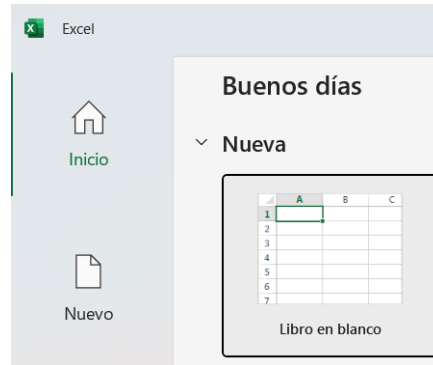 Excel
Buenos días
Inicio
Nueva
A B C
1
2
3
4
5
6
7
Libro en blanco
Nuevo